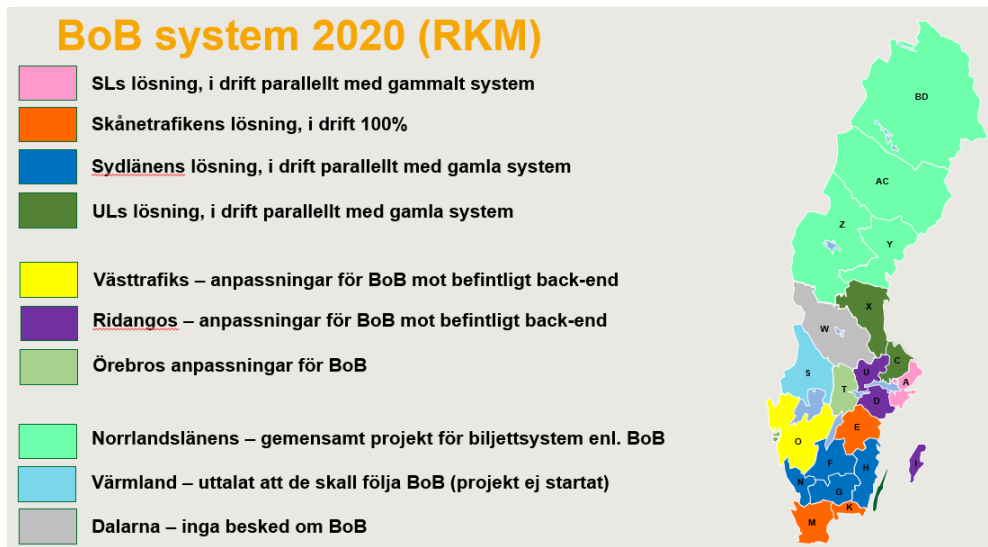 BoB system 2020 (RKM)
SLs lösning, i drift parallellt med gammalt system
Skånetrafikens lösning, i drift 100%
Sydlänens lösning, i drift parallellt med gamla system
ULs lösning, i drift parallellt med gamla system
Västtrafiks – anpassningar för BoB mot befintligt back-end
Ridangos – anpassningar för BoB mot befintligt back-end
Örebros anpassningar för BoB
Norrlandslänens – gemensamt projekt för biljettsystem enl. BoB
Värmland – uttalat att de skall följa BoB (projekt ej startat)
Dalarna – inga besked om BoB
BD
AC
Z
Y
X
W
C
S
U
A
T
D
E
O
F
H
I
N
G
K
M